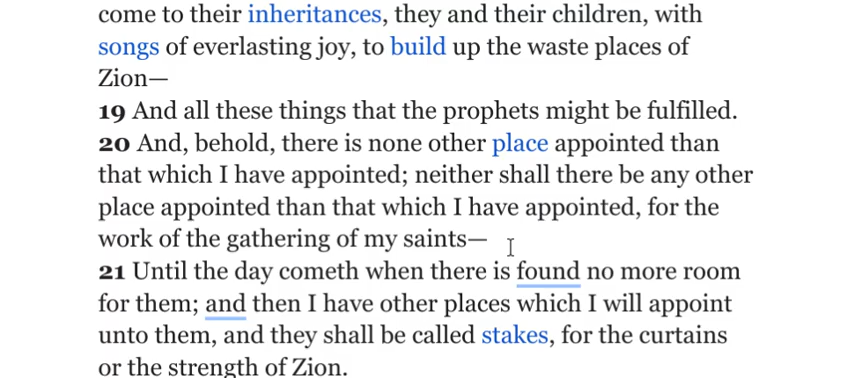 come to their inheritances, they and their children, with
songs of everlasting joy, to build up the waste places of
Zion—
19 And all these things that the prophets might be fulfilled.
20 And, behold, there is none other place appointed than
that which I have appointed; neither shall there be any other
place appointed than that which I have appointed, for the
work of the gathering of my saints—
21 Until the day cometh when there is found no more room
for them; and then I have other places which I will appoint
unto them, and they shall be called stakes, for the curtains
or the strength of Zion.